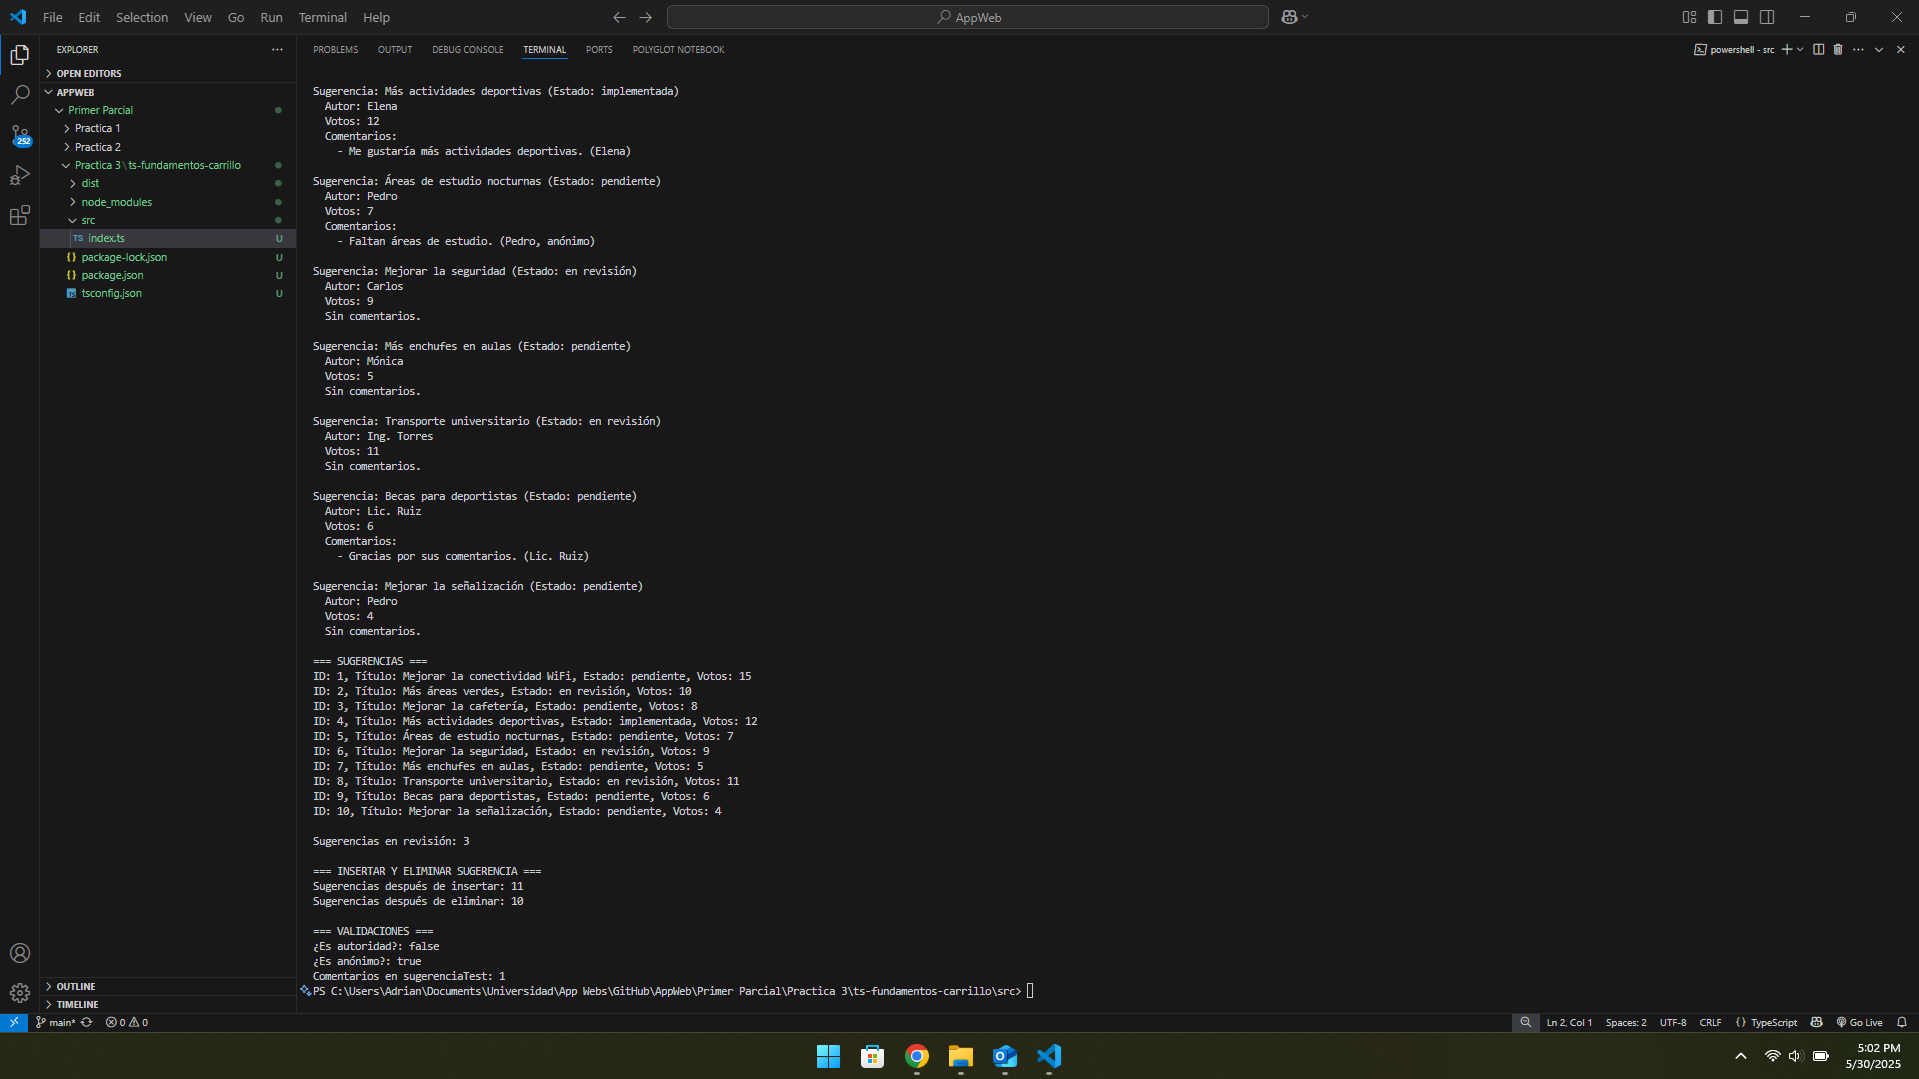 File Edit Selection View Go Run Terminal Help
AppWeb
EXPLORER
OPEN EDITORS
APPWEB
Primer Parcial
Practica 1
Practica 2
Practica 3 \ ts-fundamentos-carrillo
dist
node_modules
src
TS index.ts U
{} package-lock.json U
{} package.json U
tsconfig.json U
252
OUTLINE
TIMELINE
PROBLEMS OUTPUT DEBUG CONSOLE TERMINAL PORTS POLYGLOT NOTEBOOK
powershell - src
Sugerencia: Más actividades deportivas (Estado: implementada)
Autor: Elena
Votos: 12
Comentarios:
- Me gustaría más actividades deportivas. (Elena)
Sugerencia: Áreas de estudio nocturnas (Estado: pendiente)
Autor: Pedro
Votos: 7
Comentarios:
- Faltan áreas de estudio. (Pedro, anónimo)
Sugerencia: Mejorar la seguridad (Estado: en revisión)
Autor: Carlos
Votos: 9
Sin comentarios.
Sugerencia: Más enchufes en aulas (Estado: pendiente)
Autor: Mónica
Votos: 5
Sin comentarios.
Sugerencia: Transporte universitario (Estado: en revisión)
Autor: Ing. Torres
Votos: 11
Sin comentarios.
Sugerencia: Becas para deportistas (Estado: pendiente)
Autor: Lic. Ruiz
Votos: 6
Comentarios:
- Gracias por sus comentarios. (Lic. Ruiz)
Sugerencia: Mejorar la señalización (Estado: pendiente)
Autor: Pedro
Votos: 4
Sin comentarios.
=== SUGERENCIAS ===
ID: 1, Título: Mejorar la conectividad WiFi, Estado: pendiente, Votos: 15
ID: 2, Título: Más áreas verdes, Estado: en revisión, Votos: 10
ID: 3, Título: Mejorar la cafetería, Estado: pendiente, Votos: 8
ID: 4, Título: Más actividades deportivas, Estado: implementada, Votos: 12
ID: 5, Título: Áreas de estudio nocturnas, Estado: pendiente, Votos: 7
ID: 6, Título: Mejorar la seguridad, Estado: en revisión, Votos: 9
ID: 7, Título: Más enchufes en aulas, Estado: pendiente, Votos: 5
ID: 8, Título: Transporte universitario, Estado: en revisión, Votos: 11
ID: 9, Título: Becas para deportistas, Estado: pendiente, Votos: 6
ID: 10, Título: Mejorar la señalización, Estado: pendiente, Votos: 4
Sugerencias en revisión: 3
=== INSERTAR Y ELIMINAR SUGERENCIA ===
Sugerencias después de insertar: 11
Sugerencias después de eliminar: 10
=== VALIDACIONES ===
¿Es autoridad?: false
¿Es anónimo?: true
Comentarios en sugerenciaTest: 1
PS C:\Users\Adrian\Documents\Universidad\App Webs\GitHub\AppWeb\Primer Parcial\Practica 3\ts-fundamentos-carrillo\src>
main* 0 0
Ln 2, Col 1 Spaces: 2 UTF-8 CRLF {} TypeScript Go Live
5:02 PM
5/30/2025